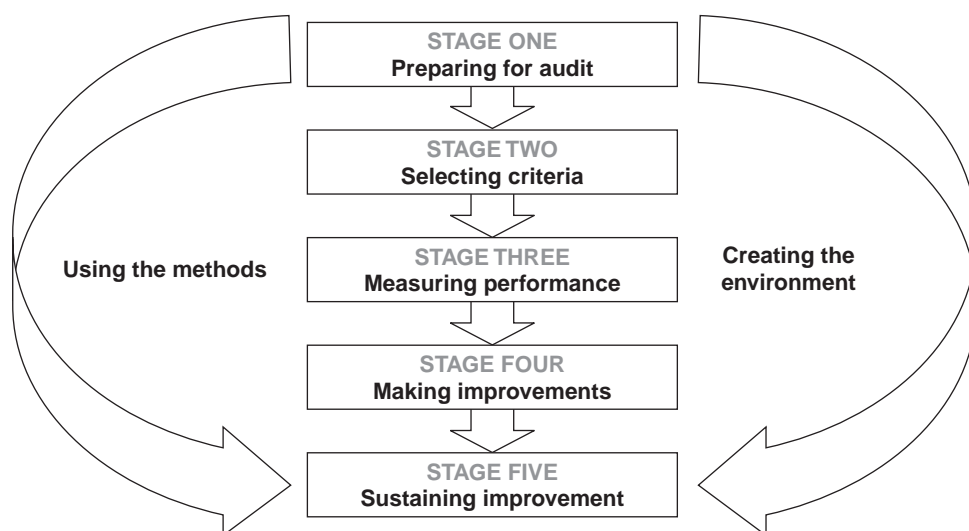 STAGE ONE
Preparing for audit
STAGE TWO
Selecting criteria
STAGE THREE
Measuring performance
Using the methods
Creating the
environment
STAGE FOUR
Making improvements
STAGE FIVE
Sustaining improvement